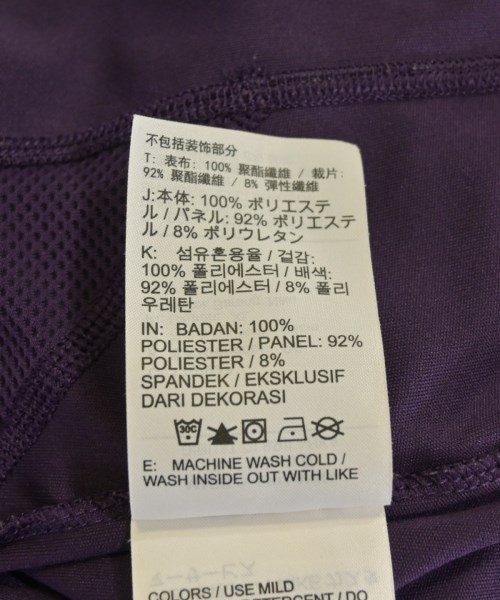 不包括装饰部分
T: 表布: 100% 聚酯纖維 / 裁片:
92% 聚酯纖維 / 8% 彈性纖維
J:本体: 100% ポリエステ
ル / パネル: 92% ポリエステ
ル / 8% ポリウレタン
K: 섬유혼용율 / 겉감:
100% 폴리에스터 / 배색:
92% 폴리에스터 / 8% 폴리
우레탄
IN: BADAN: 100%
POLIESTER / PANEL: 92%
POLIESTER / 8%
SPANDEK / EKSKLUSIF
DARI DEKORASI
30C
E: MACHINE WASH COLD /
WASH INSIDE OUT WITH LIKE
COLORS / USE MILD
DETERGENT / DO